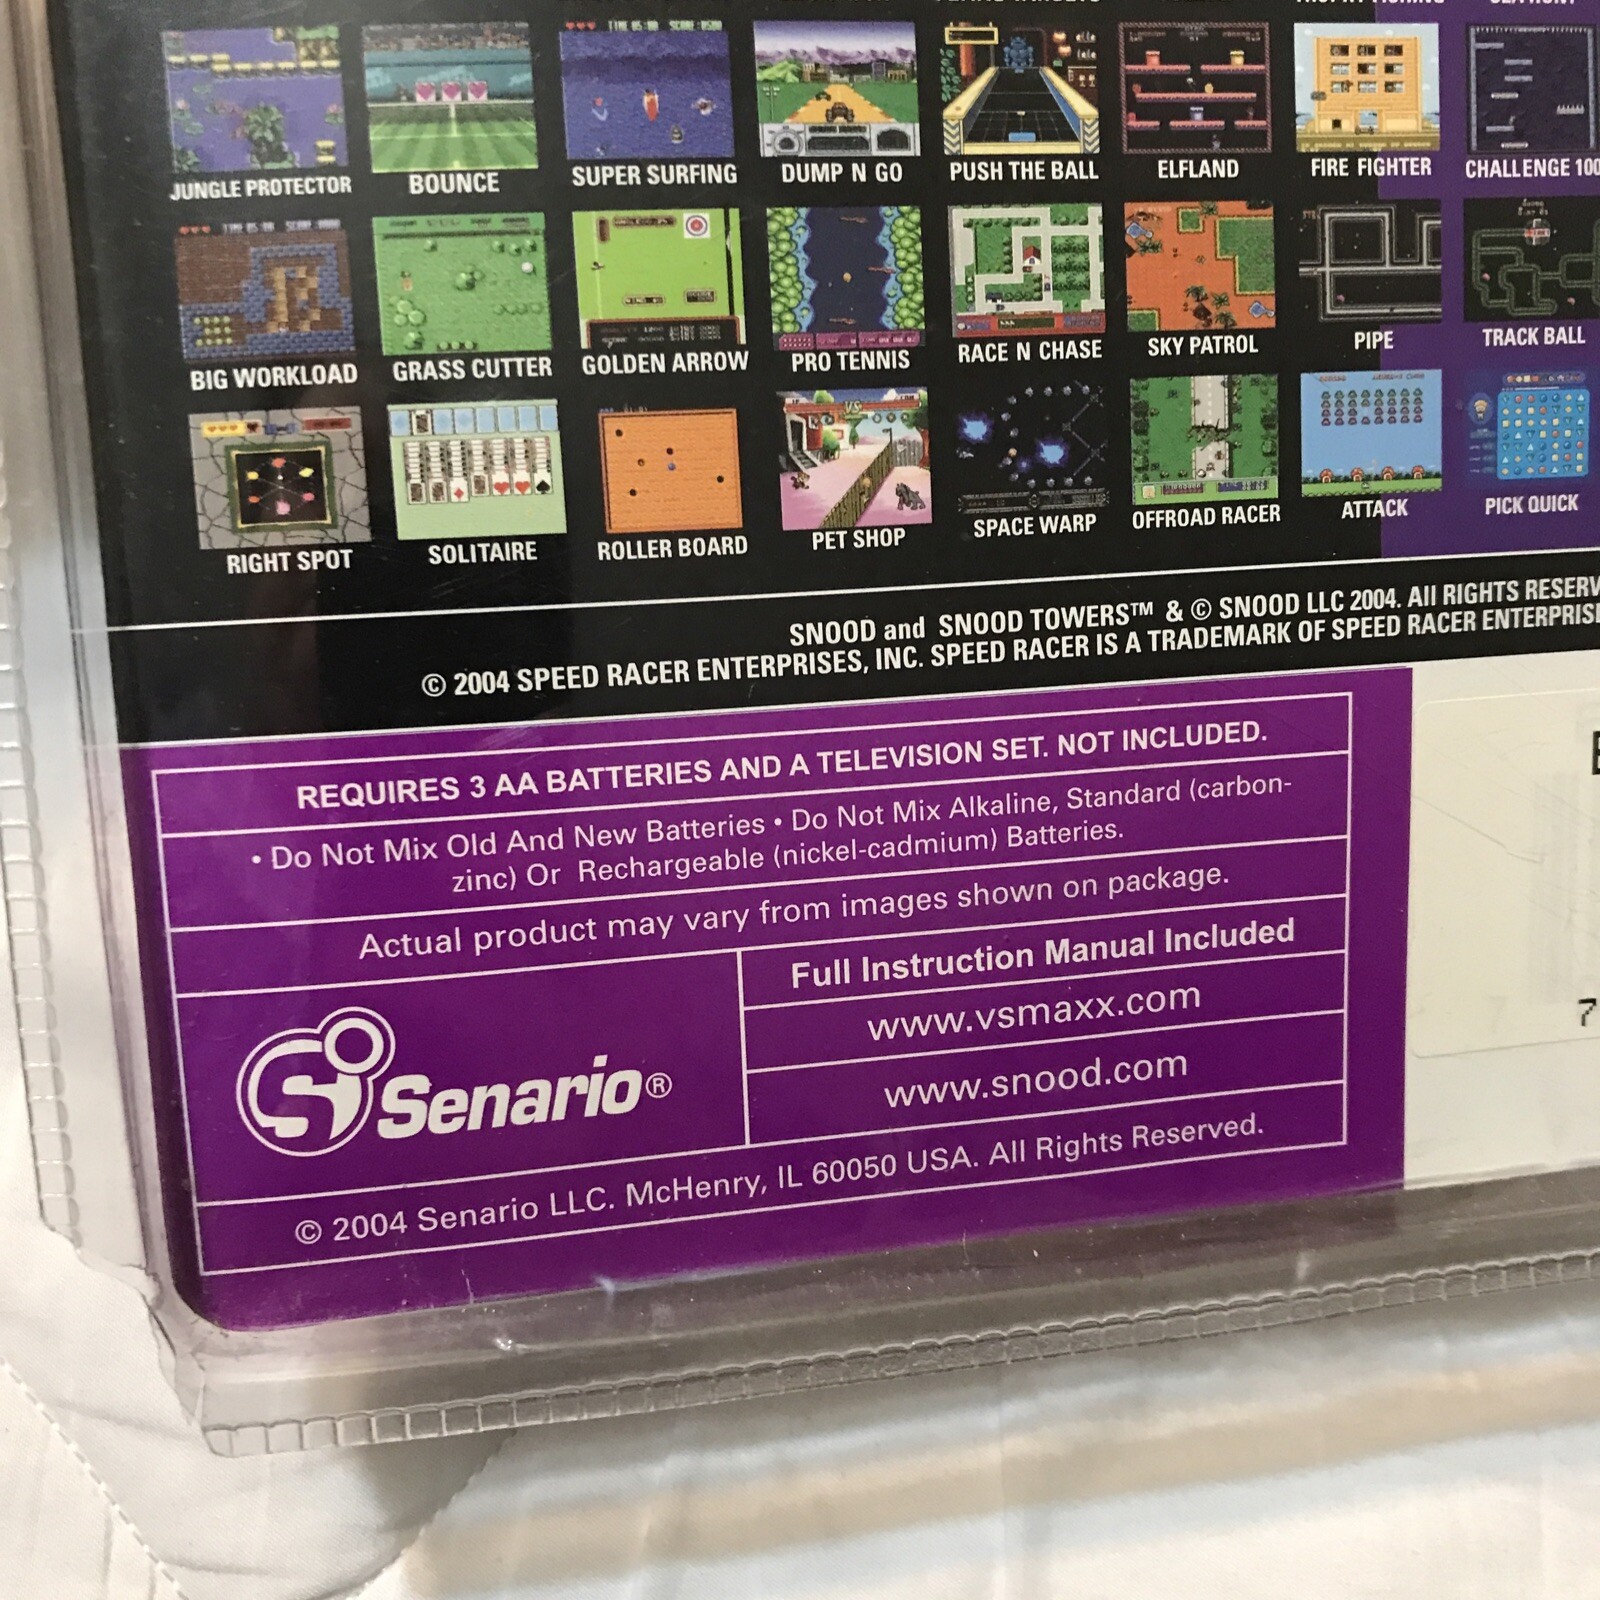 JUNGLE PROTECTOR BOUNCE SUPER SURFING DUMP N GO PUSH THE BALL ELFLAND FIRE FIGHTER CHALLENGE 100
BIG WORKLOAD GRASS CUTTER GOLDEN ARROW PRO TENNIS RACE N CHASE SKY PATROL PIPE TRACK BALL
RIGHT SPOT SOLITAIRE ROLLER BOARD PET SHOP SPACE WARP OFFROAD RACER ATTACK PICK QUICK
SNOOD and SNOOD TOWERS™ & © SNOOD LLC 2004. All RIGHTS RESERV
© 2004 SPEED RACER ENTERPRISES, INC. SPEED RACER IS A TRADEMARK OF SPEED RACER ENTERPRIS
REQUIRES 3 AA BATTERIES AND A TELEVISION SET. NOT INCLUDED.
• Do Not Mix Old And New Batteries • Do Not Mix Alkaline, Standard (carbon-
zinc) Or Rechargeable (nickel-cadmium) Batteries.
Actual product may vary from images shown on package.
Full Instruction Manual Included
www.vsmaxx.com
www.snood.com
Senario®
© 2004 Senario LLC. McHenry, IL 60050 USA. All Rights Reserved.
7